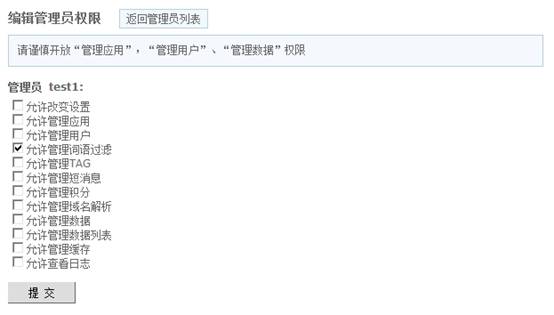 编辑管理员权限 返回管理员列表
请谨慎开放“管理应用”，“管理用户”、“管理数据”权限
管理员 test1:
允许改变设置
允许管理应用
允许管理用户
允许管理词语过滤
允许管理TAG
允许管理短消息
允许管理积分
允许管理域名解析
允许管理数据
允许管理数据列表
允许管理缓存
允许查看日志
提 交